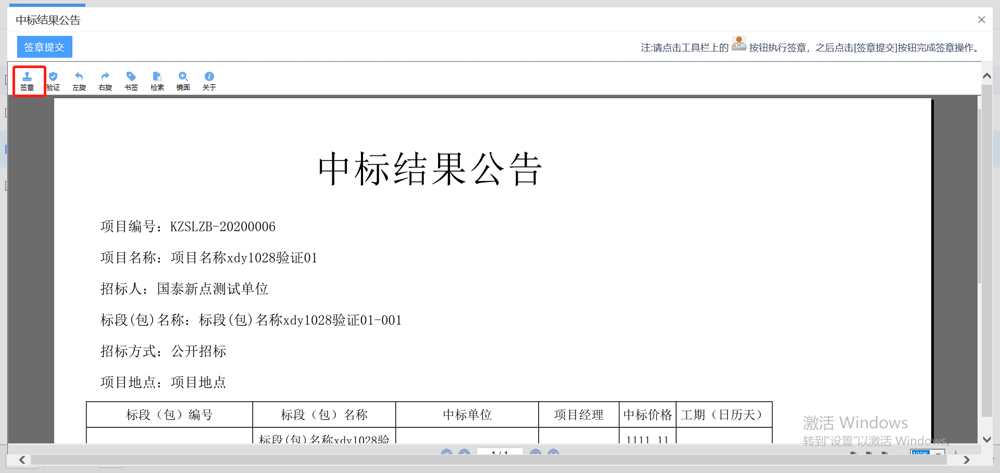 中标结果公告
签章提交
注:请点击工具栏上的 按钮执行签章，之后点击[签章提交]按钮完成签章操作。
签章 验证 左旋 右旋 书签 检索 镜面 关于
中标结果公告
项目编号：KZSLZB-20200006
项目名称：项目名称xdy1028验证01
招标人：国泰新点测试单位
标段(包)名称：标段(包)名称xdy1028验证01-001
招标方式：公开招标
项目地点：项目地点
标段（包）编号 标段（包）名称 中标单位 项目经理 中标价格 工期（日历天）
标段(包)名称xdy1028验 1111.11
激活 Windows
转到“设置”以激活 Windows。
1 / 1
100%